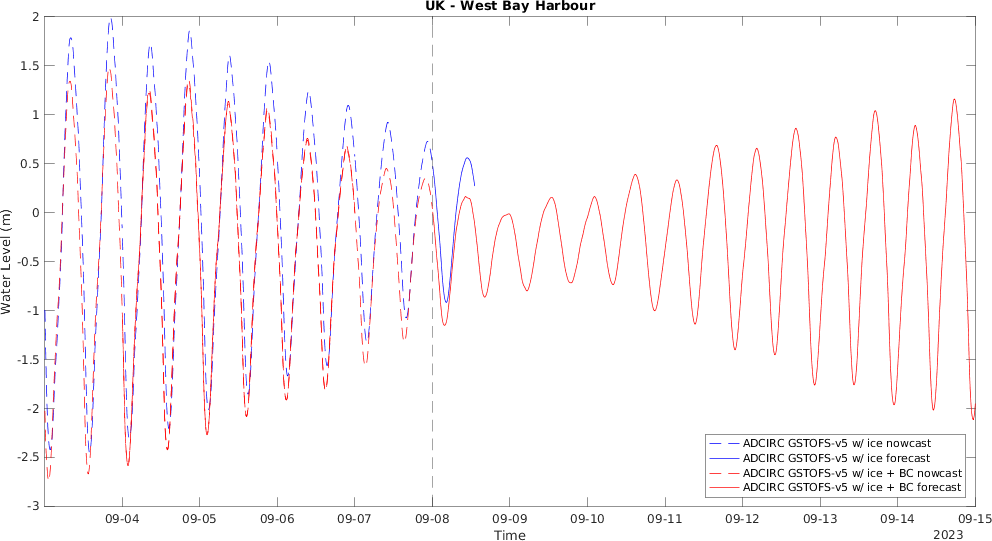 UK - West Bay Harbour
2
1.5
1
0.5
0
-0.5
-1
-1.5
-2
-2.5
-3
Water Level (m)
ADCIRC GSTOFS-v5 w/ ice nowcast
ADCIRC GSTOFS-v5 w/ ice forecast
ADCIRC GSTOFS-v5 w/ ice + BC nowcast
ADCIRC GSTOFS-v5 w/ ice + BC forecast
09-04 09-05 09-06 09-07 09-08 09-09 09-10 09-11 09-12 09-13 09-14 09-15
Time
2023